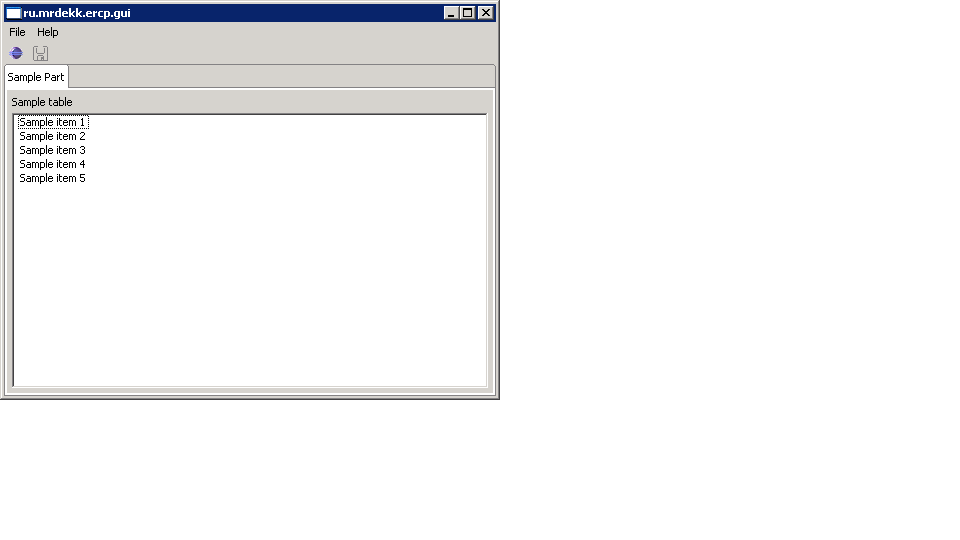 ru.mrdekk.ercp.gui
File Help
Sample Part
Sample table
Sample item 1
Sample item 2
Sample item 3
Sample item 4
Sample item 5